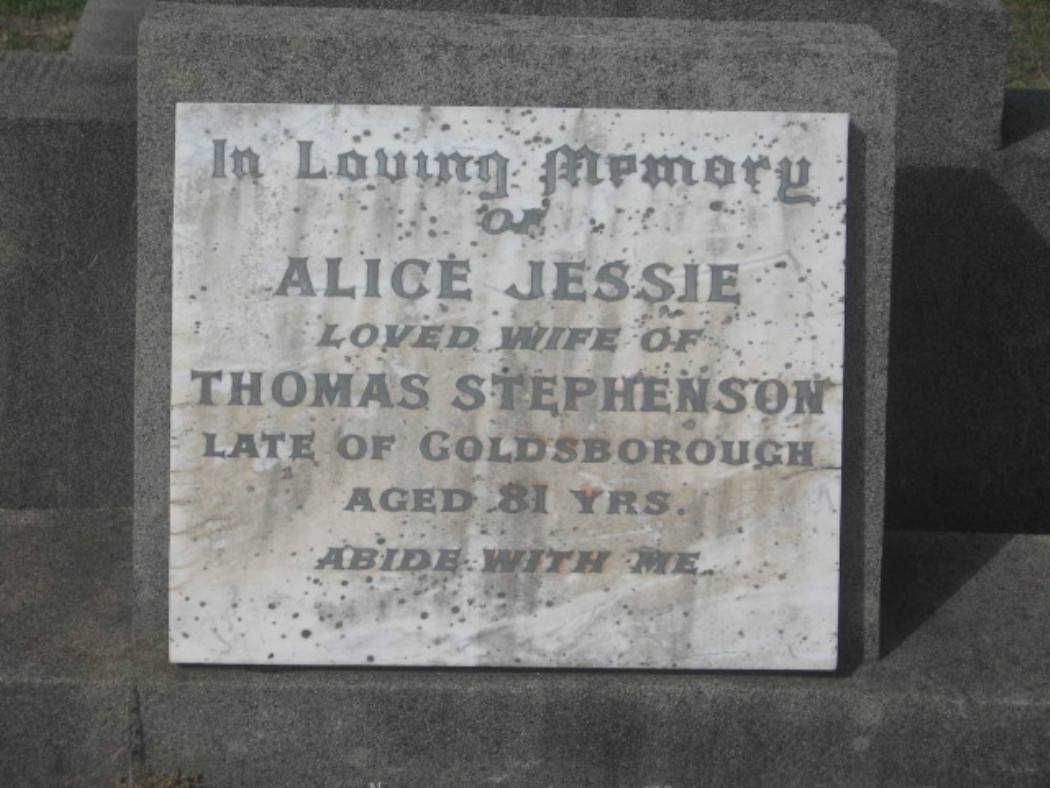 In Loving Memory
OF
ALICE JESSIE
LOVED WIFE OF
THOMAS STEPHENSON
LATE OF GOLDSBOROUGH
AGED 81 YRS.
ABIDE WITH ME.